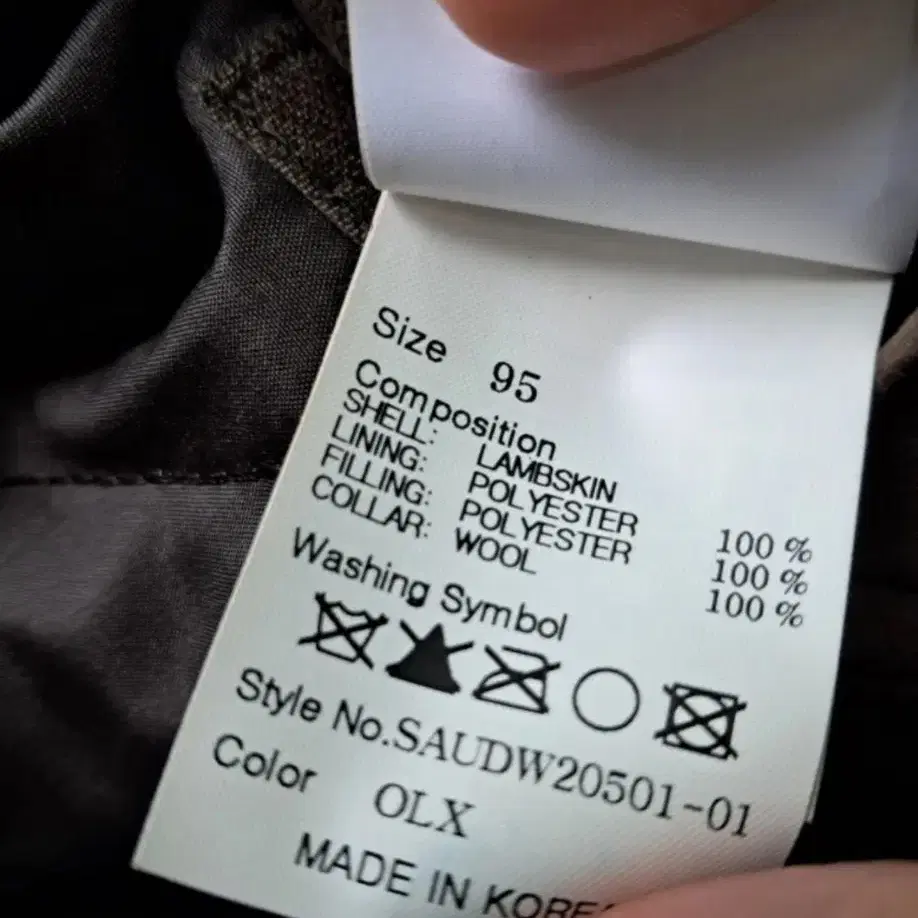 Size 95
Composition
SHELL: LAMBSKIN 100 %
LINING: POLYESTER 100 %
FILLING: POLYESTER 100 %
COLLAR: WOOL
Washing Symbol
Style No.SAUDW20501-01
Color OLX
MADE IN KOREA